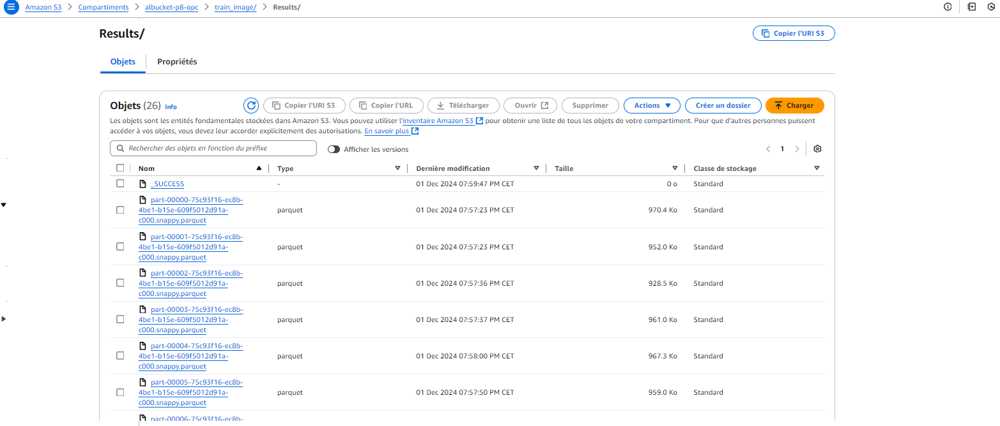 Amazon S3 > Compartiments > albucket-p8-opc > train_image/ > Results/
Results/
Copier l'URI S3
Objets
Propriétés
Objets (26) Info
Copier l'URI S3
Copier l'URL
Télécharger
Ouvrir
Supprimer
Actions
Créer un dossier
Charger
Les objets sont les entités fondamentales stockées dans Amazon S3. Vous pouvez utiliser l'inventaire Amazon S3 pour obtenir une liste de tous les objets de votre compartiment. Pour que d'autres personnes puissent
accéder à vos objets, vous devez leur accorder explicitement des autorisations. En savoir plus
Rechercher des objets en fonction du préfixe
Afficher les versions
< 1 >
Nom Type Dernière modification Taille Classe de stockage
_SUCCESS - 01 Dec 2024 07:59:47 PM CET 0 o Standard
part-00000-75c93f16-ec8b-
4be1-b15e-609f5012d91a- parquet 01 Dec 2024 07:57:23 PM CET 970.4 Ko Standard
c000.snappy.parquet
part-00001-75c93f16-ec8b-
4be1-b15e-609f5012d91a- parquet 01 Dec 2024 07:57:23 PM CET 952.0 Ko Standard
c000.snappy.parquet
part-00002-75c93f16-ec8b-
4be1-b15e-609f5012d91a- parquet 01 Dec 2024 07:57:36 PM CET 928.5 Ko Standard
c000.snappy.parquet
part-00003-75c93f16-ec8b-
4be1-b15e-609f5012d91a- parquet 01 Dec 2024 07:57:37 PM CET 961.0 Ko Standard
c000.snappy.parquet
part-00004-75c93f16-ec8b-
4be1-b15e-609f5012d91a- parquet 01 Dec 2024 07:58:00 PM CET 967.3 Ko Standard
c000.snappy.parquet
part-00005-75c93f16-ec8b-
4be1-b15e-609f5012d91a- parquet 01 Dec 2024 07:57:50 PM CET 959.0 Ko Standard
c000.snappy.parquet
part-00006-75c93f16-ec8b-